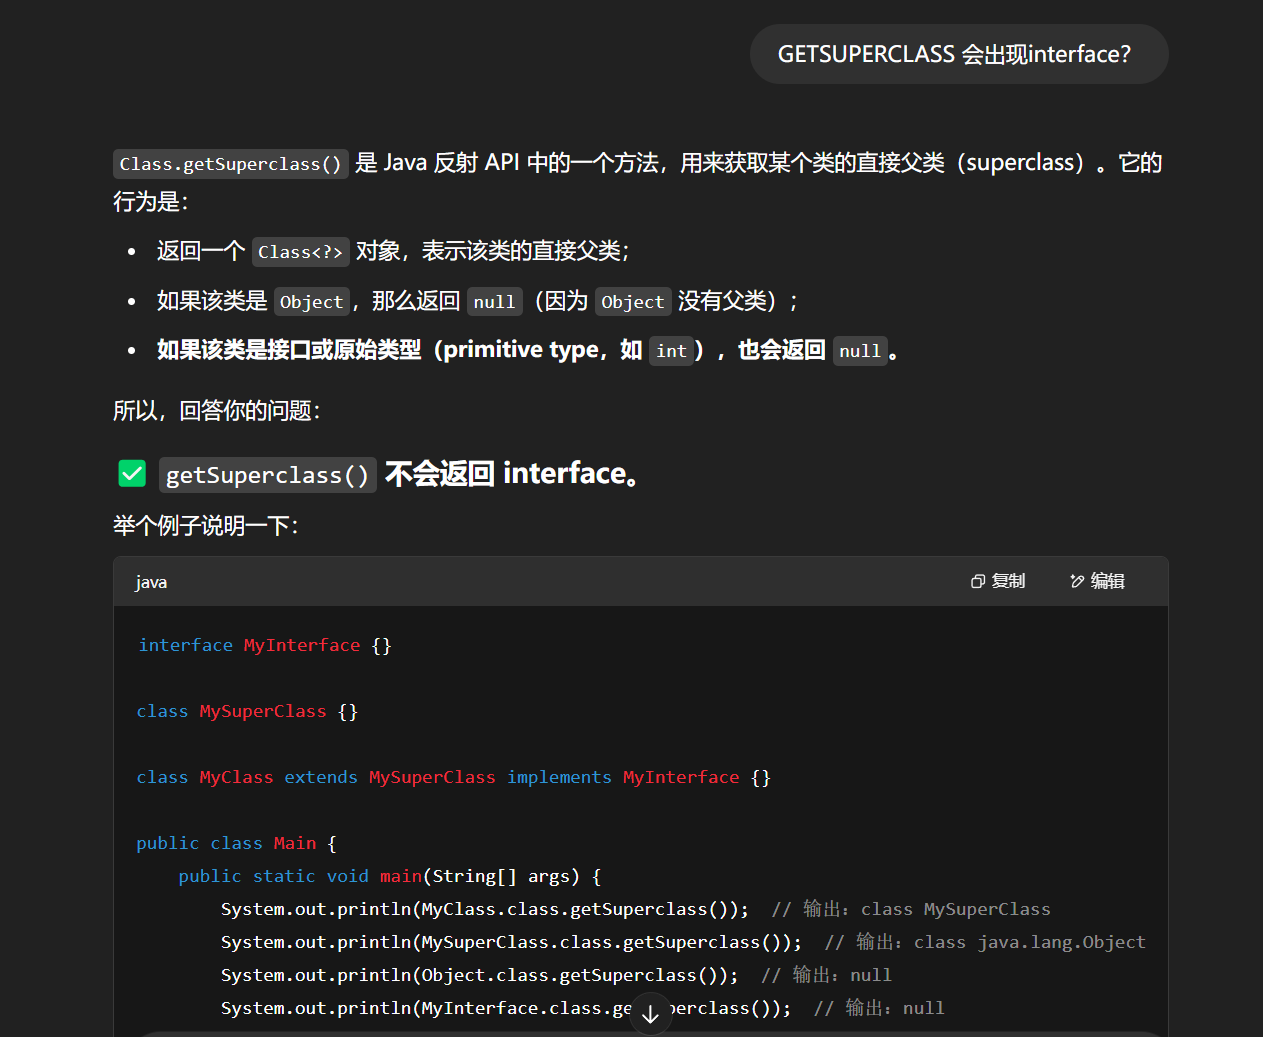 GETSUPERCLASS 会出现interface?
Class.getSuperclass() 是 Java 反射 API 中的一个方法，用来获取某个类的直接父类（superclass）。它的
行为是：
• 返回一个 Class<?> 对象，表示该类的直接父类；
• 如果该类是 Object，那么返回 null（因为 Object 没有父类）；
• 如果该类是接口或原始类型（primitive type，如 int），也会返回 null。
所以，回答你的问题：
✅ getSuperclass() 不会返回 interface。
举个例子说明一下：
java 复制 编辑
interface MyInterface {}
class MySuperClass {}
class MyClass extends MySuperClass implements MyInterface {}
public class Main {
public static void main(String[] args) {
System.out.println(MyClass.class.getSuperclass()); // 输出：class MySuperClass
System.out.println(MySuperClass.class.getSuperclass()); // 输出：class java.lang.Object
System.out.println(Object.class.getSuperclass()); // 输出：null
System.out.println(MyInterface.class.ge perclass()); // 输出：null